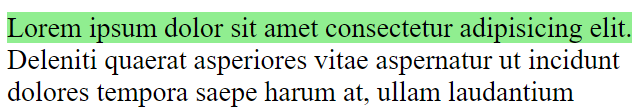 Lorem ipsum dolor sit amet consectetur adipisicing elit.
Deleniti quaerat asperiores vitae aspernatur ut incidunt
dolores tempora saepe harum at, ullam laudantium